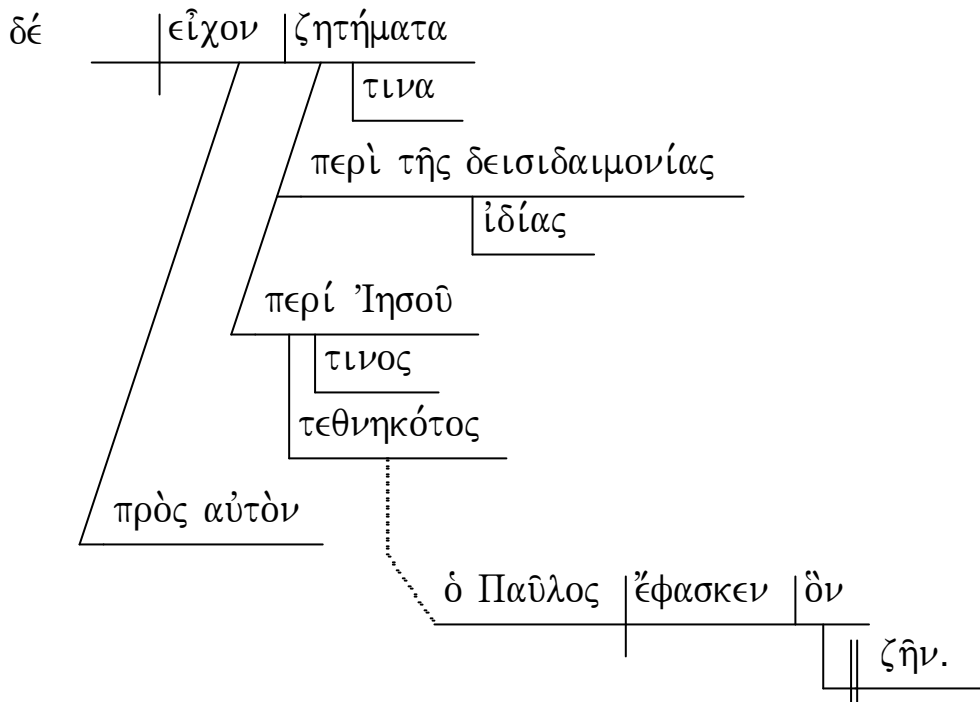 δέ εἶχον ζητήματα
τινα
περὶ τῆς δεισιδαιμονίας
ἰδίας
περί Ἰησοῦ
τινος
τεθνηκότος
πρὸς αὐτὸν
ὁ Παῦλος ἔφασκεν ὃν
ζῆν.